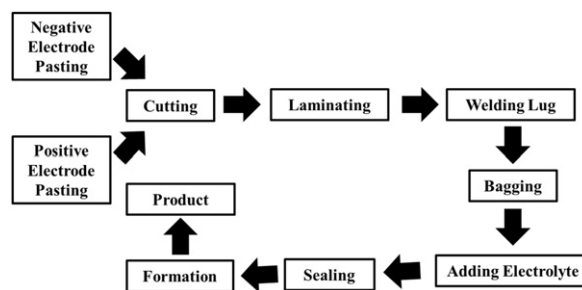 Negative
Electrode
Pasting
Positive
Electrode
Pasting
Cutting
Laminating
Welding Lug
Bagging
Adding Electrolyte
Sealing
Formation
Product